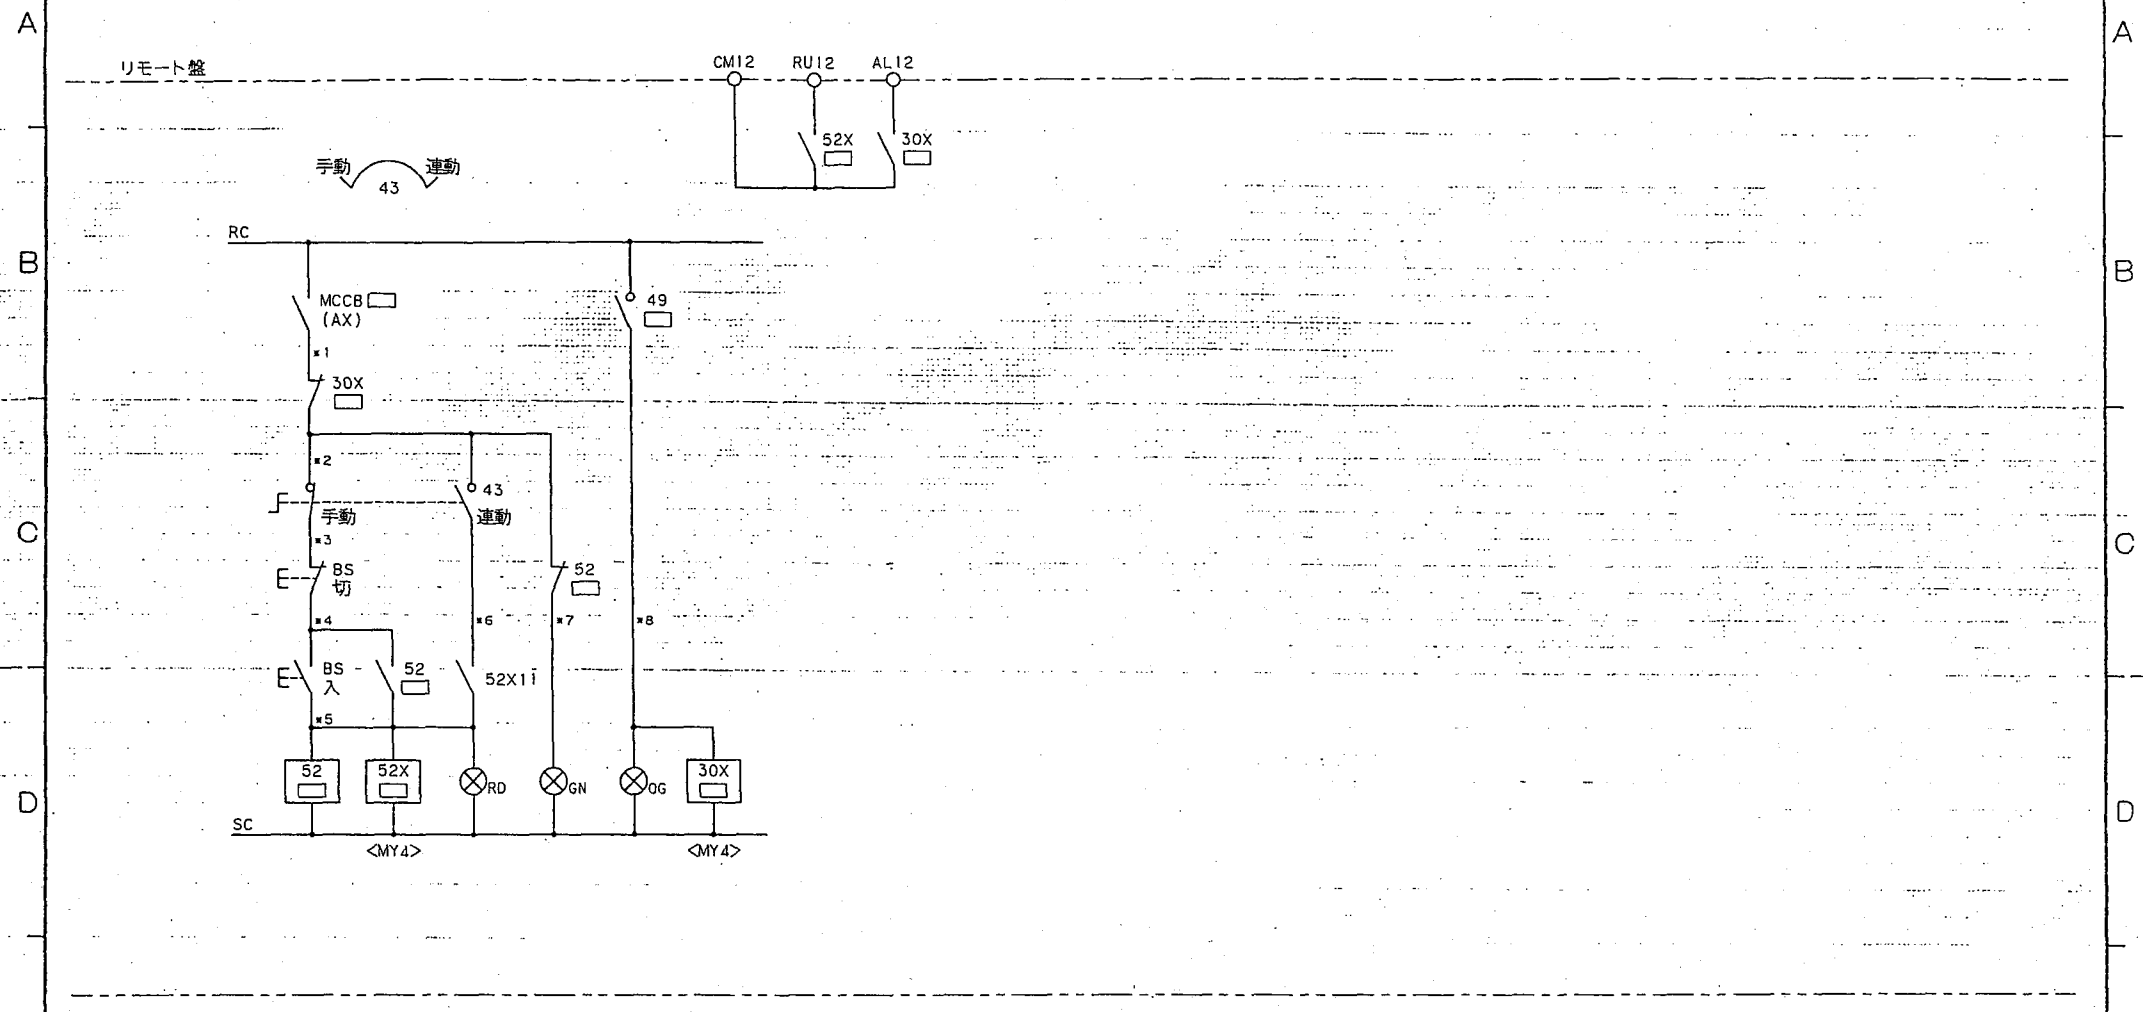 A
A
リモート盤
CM12 RU12 AL12
52X
30X
手動 連動
43
RC
B
B
MCCB
(AX)
49
*1
30X
*2
43
手動
連動
*3
C
C
BS
切
52
*4
*6
*7
*8
BS
入
52
52X11
*5
52
52X
RD
GN
OG
30X
D
D
SC
<MY4>
<MY4>